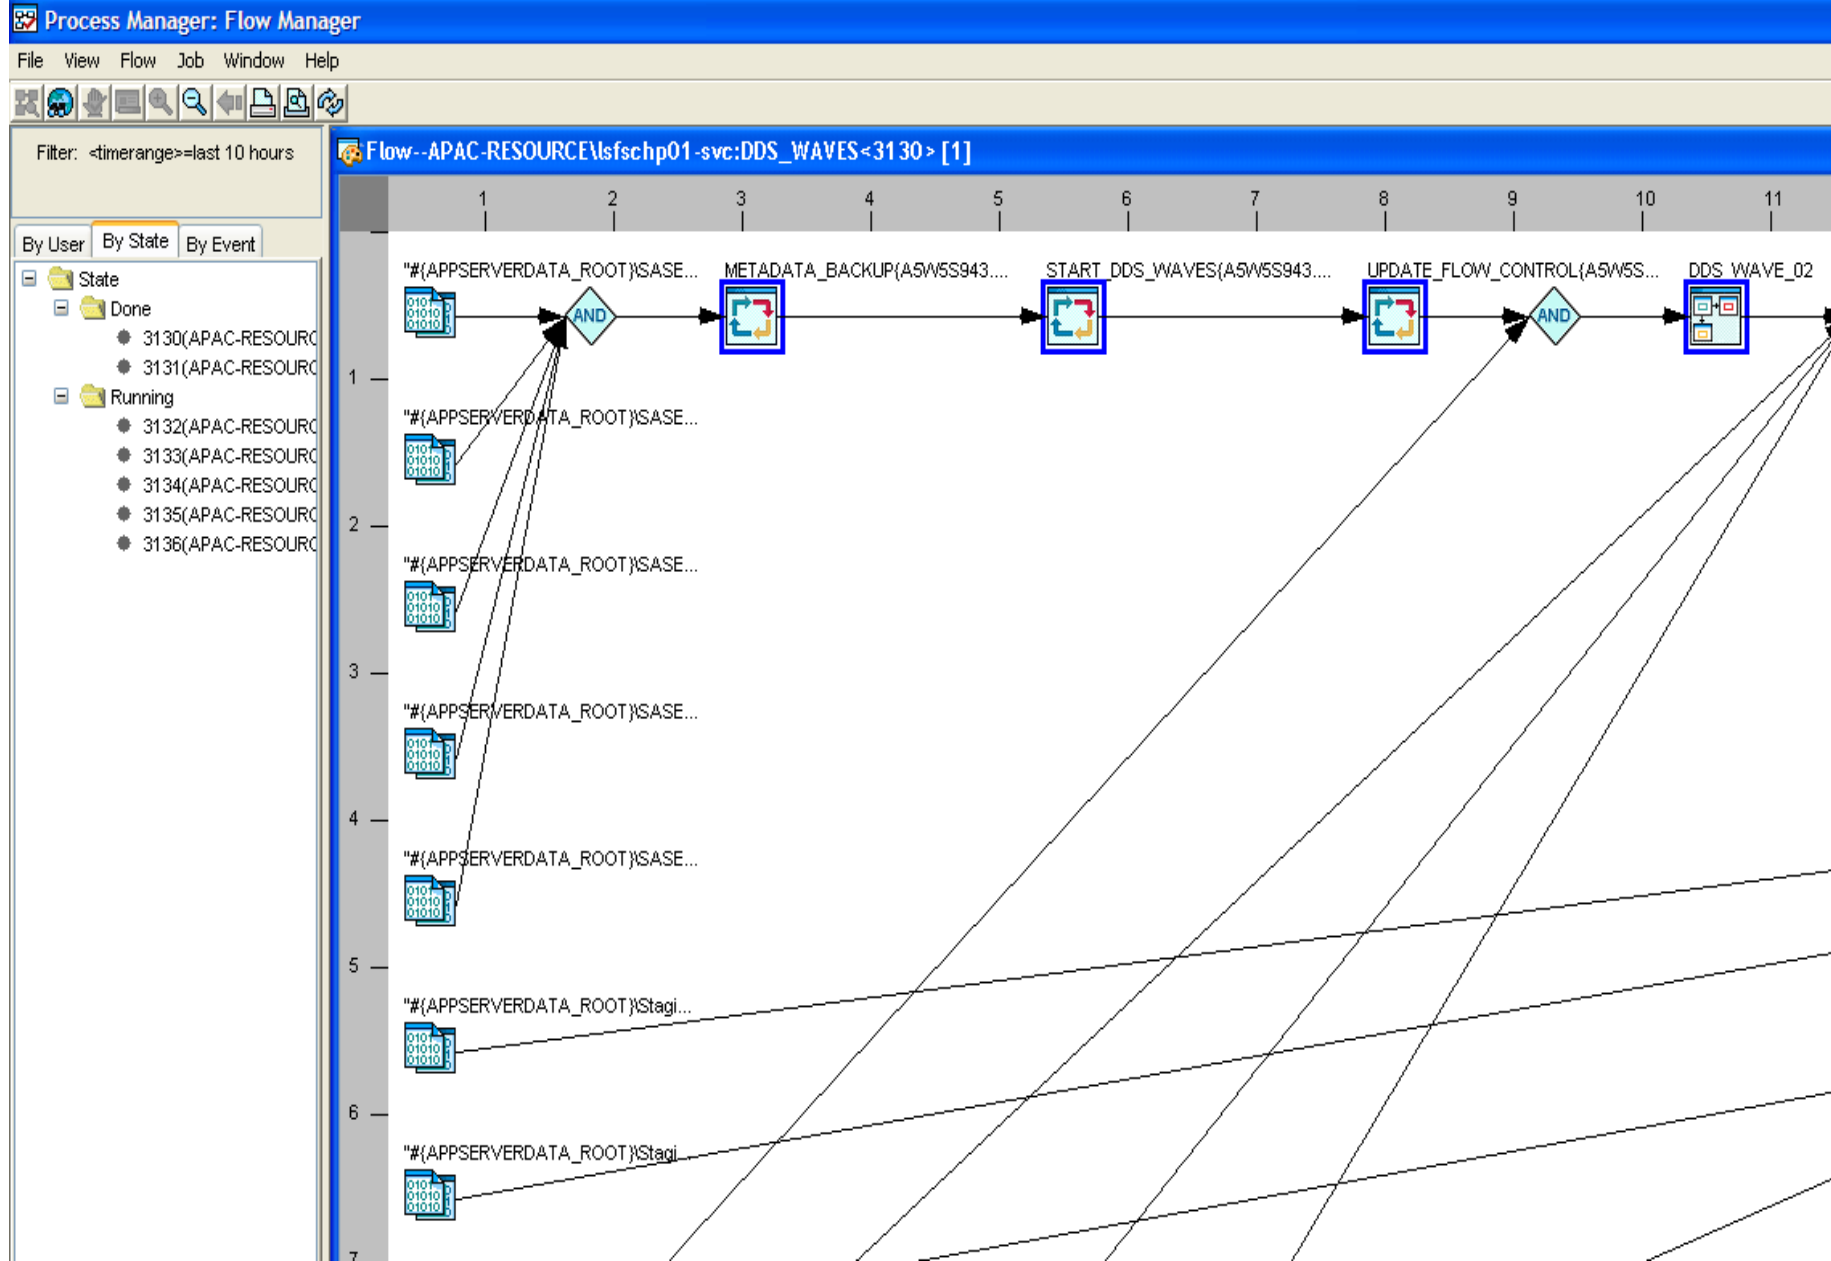 Process Manager: Flow Manager
File View Flow Job Window Help
Filter: <timerange>=last 10 hours
By User By State By Event
State
Done
3130(APAC-RESOURC
3131(APAC-RESOURC
Running
3132(APAC-RESOURC
3133(APAC-RESOURC
3134(APAC-RESOURC
3135(APAC-RESOURC
3136(APAC-RESOURC
Flow--APAC-RESOURCE\lsfschp01-svc:DDS_WAVES<3130> [1]
1 2 3 4 5 6 7 8 9 10 11
"#{APPSERVERDATA_ROOT}\SASE... METADATA_BACKUP{A5W5S943.... START_DDS_WAVES{A5W5S943.... UPDATE_FLOW_CONTROL{A5W5S... DDS_WAVE_02
AND AND
1
"#{APPSERVERDATA_ROOT}\SASE...
2
"#{APPSERVERDATA_ROOT}\SASE...
3
"#{APPSERVERDATA_ROOT}\SASE...
4
"#{APPSERVERDATA_ROOT}\SASE...
5
"#{APPSERVERDATA_ROOT}\Stagi...
6
"#{APPSERVERDATA_ROOT}\Stagi...
7